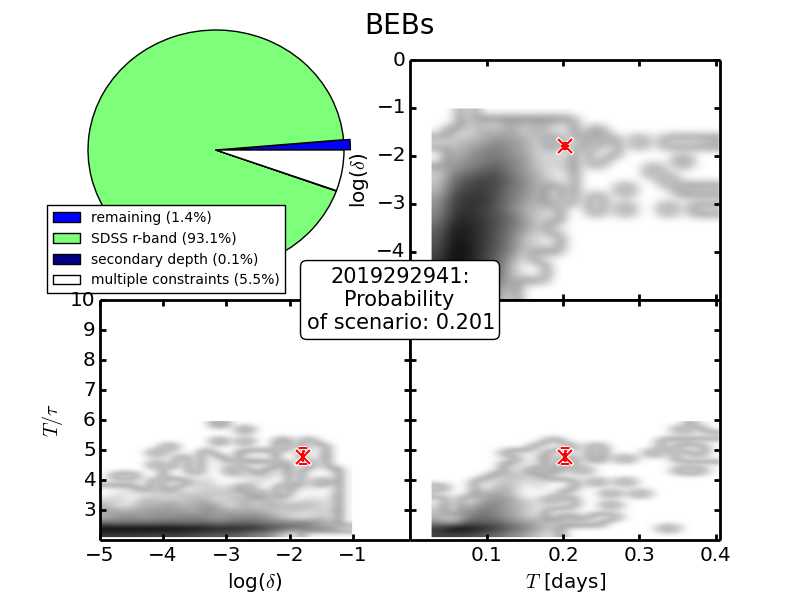 BEBs
remaining (1.4%)
SDSS r-band (93.1%)
secondary depth (0.1%)
multiple constraints (5.5%)
log(δ)
0
−1
−2
−3
−4
2019292941:
Probability
of scenario: 0.201
T/τ
10
9
8
7
6
5
4
3
−5 −4 −3 −2 −1
log(δ)
0.1 0.2 0.3 0.4
T [days]